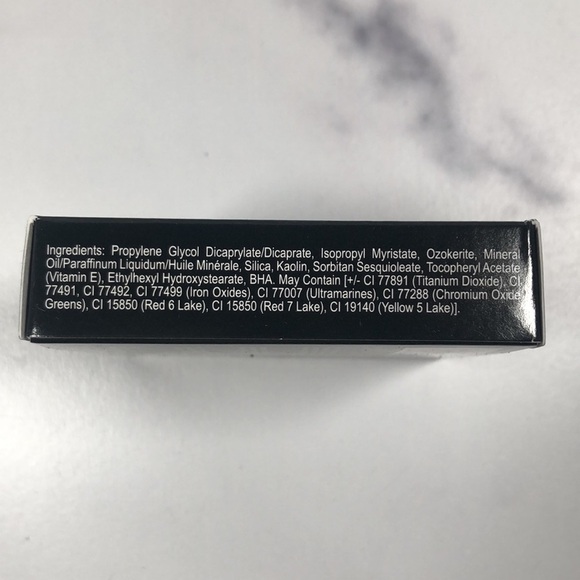 Ingredients: Propylene Glycol Dicaprylate/Dicaprate, Isopropyl Myristate, Ozokerite, Mineral
Oil/Paraffinum Liquidum/Huile Minérale, Silica, Kaolin, Sorbitan Sesquioleate, Tocopheryl Acetate
(Vitamin E), Ethylhexyl Hydroxystearate, BHA. May Contain [+/- CI 77891 (Titanium Dioxide), CI
77491, CI 77492, CI 77499 (Iron Oxides), CI 77007 (Ultramarines), CI 77288 (Chromium Oxide
Greens), CI 15850 (Red 6 Lake), CI 15850 (Red 7 Lake), CI 19140 (Yellow 5 Lake)].